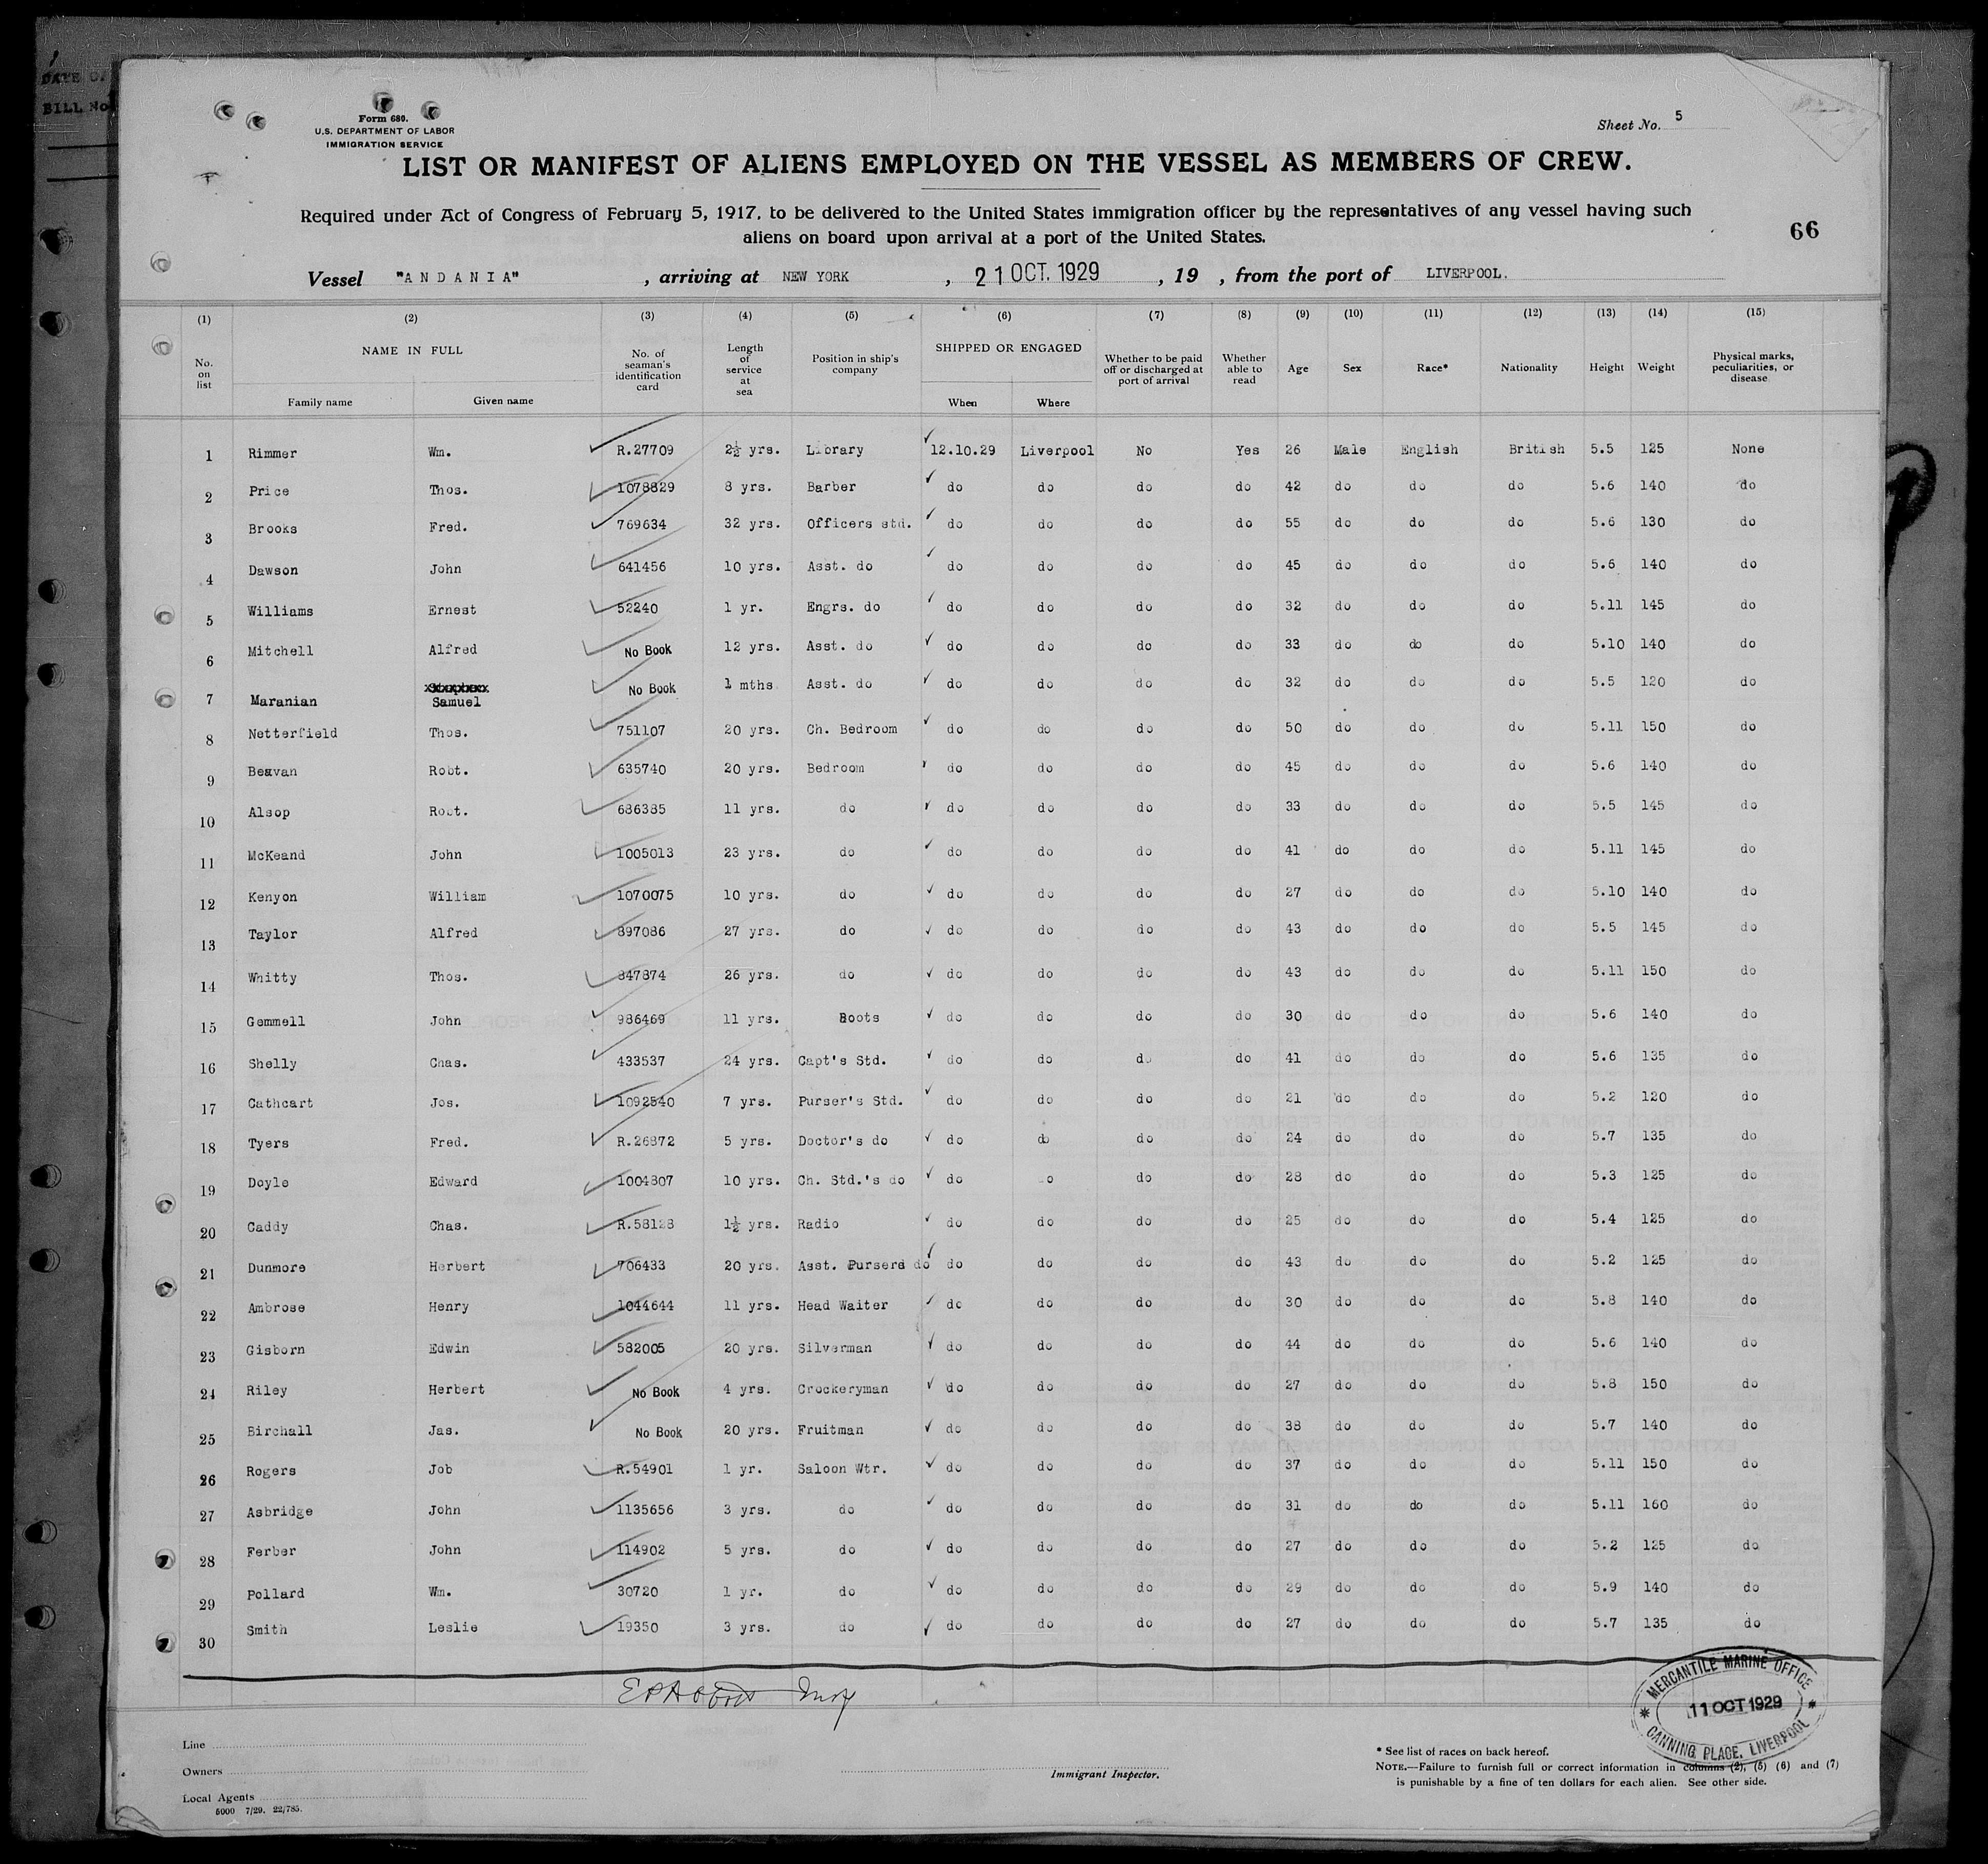 DATE OF
BILL No
Form 680.
U.S. DEPARTMENT OF LABOR
IMMIGRATION SERVICE
Sheet No. 5
LIST OR MANIFEST OF ALIENS EMPLOYED ON THE VESSEL AS MEMBERS OF CREW.
Required under Act of Congress of February 5, 1917, to be delivered to the United States immigration officer by the representatives of any vessel having such
aliens on board upon arrival at a port of the United States.
66
Vessel "ANDANIA", arriving at NEW YORK, 21 OCT. 1929, 19 , from the port of LIVERPOOL.
(1) (2) (3) (4) (5) (6) (7) (8) (9) (10) (11) (12) (13) (14) (15)
No. on list NAME IN FULL Family name Given name No. of seaman's identification card Length of service at sea Position in ship's company SHIPPED OR ENGAGED When Where Whether to be paid off or discharged at port of arrival Whether able to read Age Sex Race* Nationality Height Weight Physical marks, peculiarities, or disease
1 Rimmer Wm. R.27709 2½ yrs. Library 12.10.29 Liverpool No Yes 26 Male English British 5.5 125 None
2 Price Thos. 1078829 8 yrs. Barber do do do do 42 do do do 5.6 140 do
3 Brooks Fred. 769634 32 yrs. Officers std. do do do do 55 do do do 5.6 130 do
4 Dawson John 641456 10 yrs. Asst. do do do do do 45 do do do 5.6 140 do
5 Williams Ernest 52240 1 yr. Engrs. do do do do do 32 do do do 5.11 145 do
6 Mitchell Alfred No Book 12 yrs. Asst. do do do do do 33 do do do 5.10 140 do
7 Maranian Samuel No Book 1 mths Asst. do do do do do 32 do do do 5.5 120 do
8 Netterfield Thos. 751107 20 yrs. Ch. Bedroom do do do do 50 do do do 5.11 150 do
9 Beavan Robt. 635740 20 yrs. Bedroom do do do do 45 do do do 5.6 140 do
10 Alsop Robt. 686385 11 yrs. do do do do do 33 do do do 5.5 145 do
11 McKeand John 1005013 23 yrs. do do do do do 41 do do do 5.11 145 do
12 Kenyon William 1070075 10 yrs. do do do do do 27 do do do 5.10 140 do
13 Taylor Alfred 897086 27 yrs. do do do do do 43 do do do 5.5 145 do
14 Whitty Thos. 847874 26 yrs. do do do do do 43 do do do 5.11 150 do
15 Gemmell John 986469 11 yrs. Boots do do do do 30 do do do 5.6 140 do
16 Shelly Chas. 433537 24 yrs. Capt's Std. do do do do 41 do do do 5.6 135 do
17 Cathcart Jos. 1092540 7 yrs. Purser's Std. do do do do 21 do do do 5.2 120 do
18 Tyers Fred. R.26872 5 yrs. Doctor's do do do do do 24 do do do 5.7 135 do
19 Doyle Edward 1004807 10 yrs. Ch. Std.'s do do do do do 28 do do do 5.3 125 do
20 Caddy Chas. R.58128 1½ yrs. Radio do do do do 25 do do do 5.4 125 do
21 Dunmore Herbert 706433 20 yrs. Asst. Pursers do do do do do 43 do do do 5.2 125 do
22 Ambrose Henry 1044644 11 yrs. Head Waiter do do do do 30 do do do 5.8 140 do
23 Gisborn Edwin 582005 20 yrs. Silverman do do do do 44 do do do 5.6 140 do
24 Riley Herbert No Book 4 yrs. Crockeryman do do do do 27 do do do 5.8 150 do
25 Birchall Jas. No Book 20 yrs. Fruitman do do do do 38 do do do 5.7 140 do
26 Rogers Job R.54901 1 yr. Saloon Wtr. do do do do 37 do do do 5.11 150 do
27 Asbridge John 1135656 3 yrs. do do do do do 31 do do do 5.11 160 do
28 Ferber John 114902 5 yrs. do do do do do 27 do do do 5.2 125 do
29 Pollard Wm. 30720 1 yr. do do do do do 29 do do do 5.9 140 do
30 Smith Leslie 19350 3 yrs. do do do do do 27 do do do 5.7 135 do
MERCANTILE MARINE OFFICE
11 OCT 1929
CANNING PLACE. LIVERPOOL
Line
Owners
Local Agents
5000 7/29. 22/785.
Immigrant Inspector.
* See list of races on back hereof.
NOTE.—Failure to furnish full or correct information in columns (2), (5) (6) and (7)
is punishable by a fine of ten dollars for each alien. See other side.